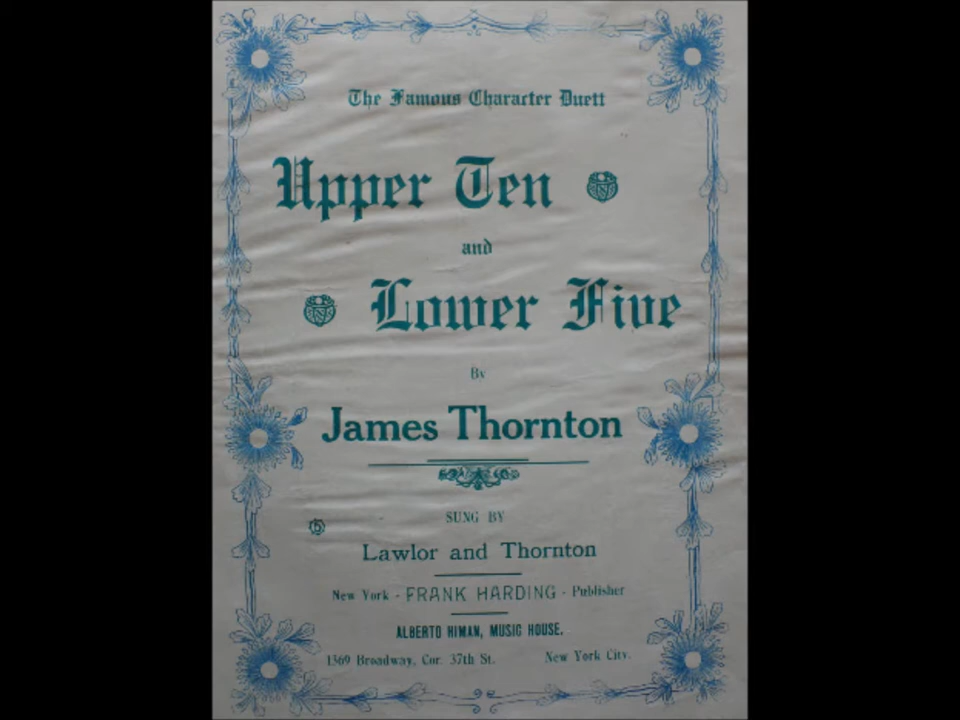 The Famous Character Duett
Upper Ten
and
Lower Five
By
James Thornton
SUNG BY
Lawlor and Thornton
New York - FRANK HARDING - Publisher
ALBERTO HIMAN, MUSIC HOUSE.
1369 Broadway, Cor. 37th St. New York City.